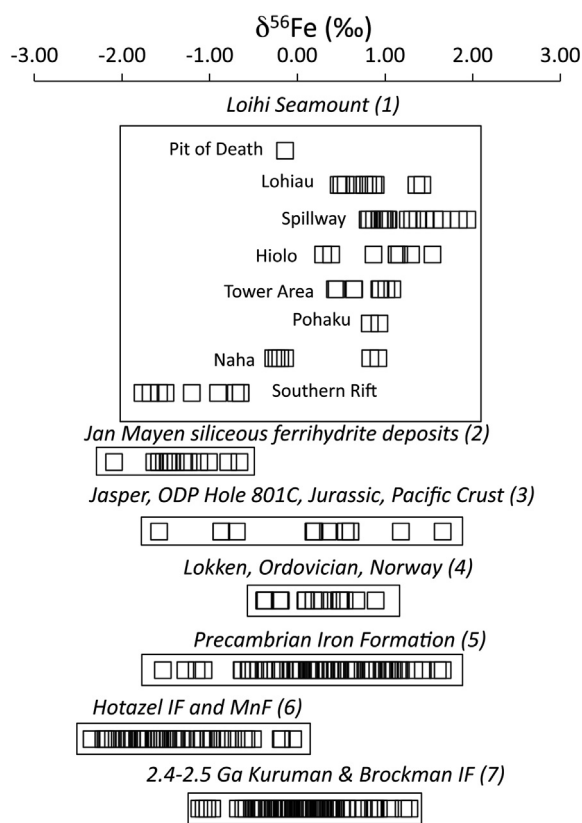 δ⁵⁶Fe (‰)
-3.00 -2.00 -1.00 0.00 1.00 2.00 3.00
Loihi Seamount (1)
Pit of Death
Lohiau
Spillway
Hiolo
Tower Area
Pohaku
Naha
Southern Rift
Jan Mayen siliceous ferrihydrite deposits (2)
Jasper, ODP Hole 801C, Jurassic, Pacific Crust (3)
Lokken, Ordovician, Norway (4)
Precambrian Iron Formation (5)
Hotazel IF and MnF (6)
2.4-2.5 Ga Kuruman & Brockman IF (7)